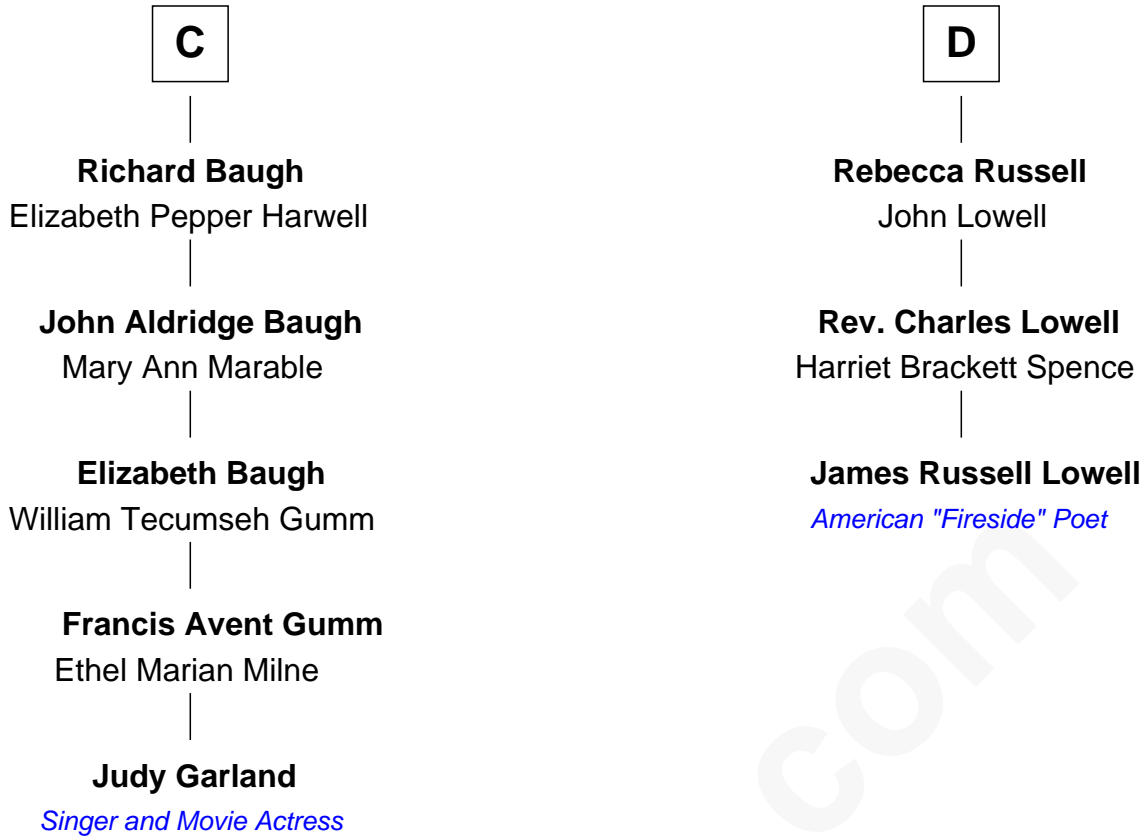 C
Richard Baugh
Elizabeth Pepper Harwell
John Aldridge Baugh
Mary Ann Marable
Elizabeth Baugh
William Tecumseh Gumm
Francis Avent Gumm
Ethel Marian Milne
Judy Garland
Singer and Movie Actress
D
Rebecca Russell
John Lowell
Rev. Charles Lowell
Harriet Brackett Spence
James Russell Lowell
American "Fireside" Poet
com